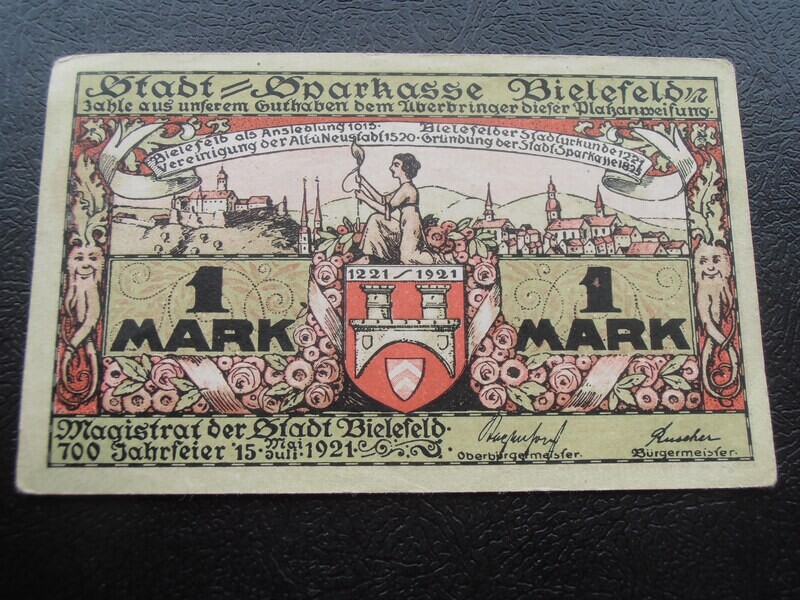 Stadt=Sparkasse Bielefeld
Zahle aus unserem Guthaben dem Überbringer dieser Platzanweisung.
Bielefeld als Ansiedlung 1015.
Vereinigung der Alt-u Neustadt 1520.
Bielefelder Stadturkunde 1221
Gründung der Stadt Sparkasse 1825
1221/1921
1
MARK
1
MARK
Magistrat der Stadt Bielefeld.
700 Jahrfeier 15. Mai Juli 1921.
Oberbürgermeister.
Bürgermeister.